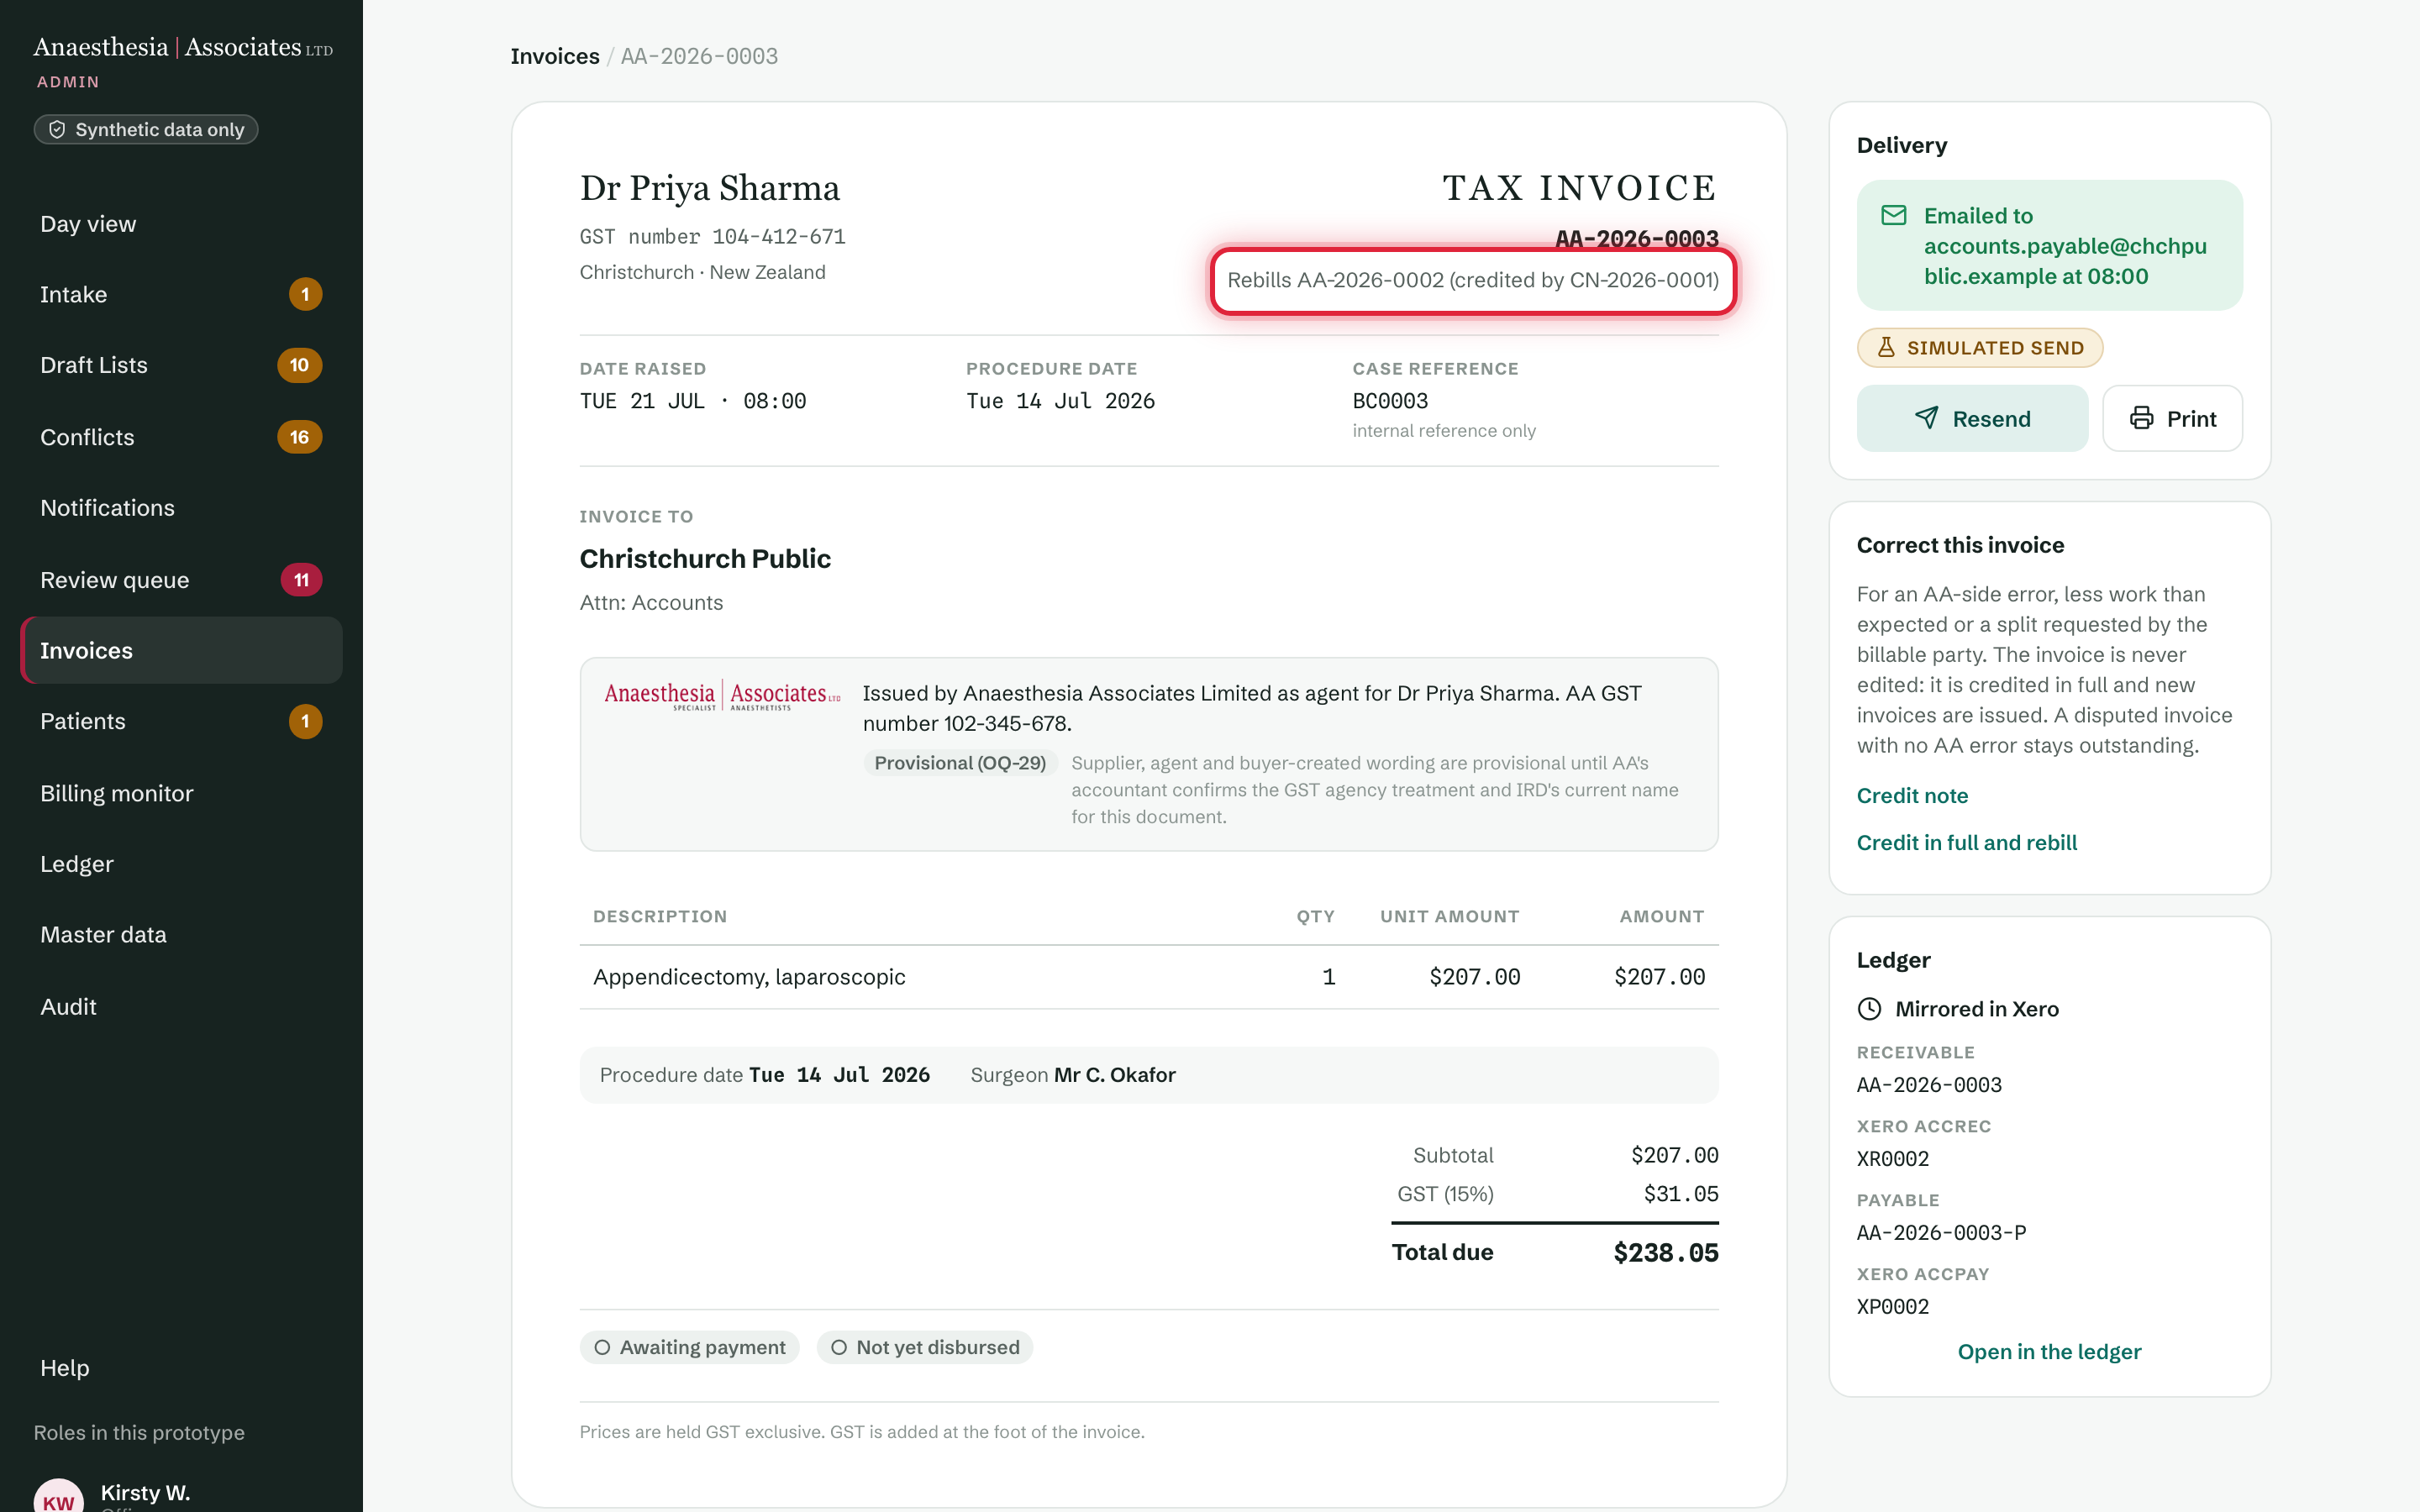 Anaesthesia | Associates LTD
ADMIN
Synthetic data only
Day view
Intake 1
Draft Lists 10
Conflicts 16
Notifications
Review queue 11
Invoices
Patients 1
Billing monitor
Ledger
Master data
Audit
Help
Roles in this prototype
KW Kirsty W.
Invoices / AA-2026-0003
Dr Priya Sharma
GST number 104-412-671
Christchurch · New Zealand
TAX INVOICE
AA-2026-0003
Rebills AA-2026-0002 (credited by CN-2026-0001)
DATE RAISED
TUE 21 JUL · 08:00
PROCEDURE DATE
Tue 14 Jul 2026
CASE REFERENCE
BC0003
internal reference only
INVOICE TO
Christchurch Public
Attn: Accounts
Anaesthesia | Associates LTD
SPECIALIST ANAESTHETISTS
Issued by Anaesthesia Associates Limited as agent for Dr Priya Sharma. AA GST
number 102-345-678.
Provisional (OQ-29) Supplier, agent and buyer-created wording are provisional until AA's
accountant confirms the GST agency treatment and IRD's current name
for this document.
DESCRIPTION QTY UNIT AMOUNT AMOUNT
Appendicectomy, laparoscopic 1 $207.00 $207.00
Procedure date Tue 14 Jul 2026 Surgeon Mr C. Okafor
Subtotal $207.00
GST (15%) $31.05
Total due $238.05
Awaiting payment Not yet disbursed
Prices are held GST exclusive. GST is added at the foot of the invoice.
Delivery
Emailed to
accounts.payable@chchpu
blic.example at 08:00
SIMULATED SEND
Resend Print
Correct this invoice
For an AA-side error, less work than
expected or a split requested by the
billable party. The invoice is never
edited: it is credited in full and new
invoices are issued. A disputed invoice
with no AA error stays outstanding.
Credit note
Credit in full and rebill
Ledger
Mirrored in Xero
RECEIVABLE
AA-2026-0003
XERO ACCREC
XR0002
PAYABLE
AA-2026-0003-P
XERO ACCPAY
XP0002
Open in the ledger